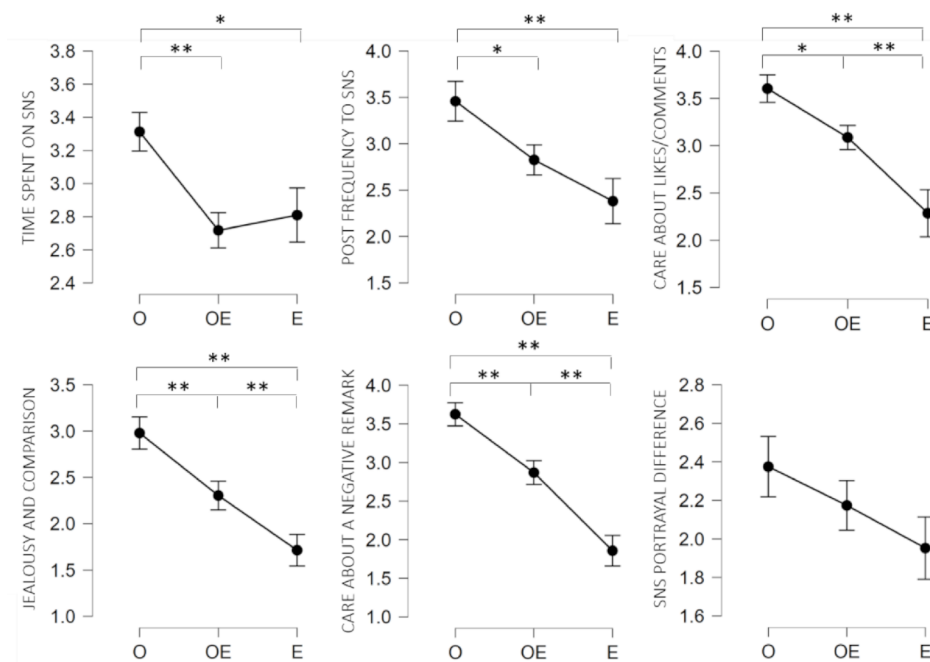 * ** **
** * * **
TIME SPENT ON SNS
3.8
3.6
3.4
3.2
3.0
2.8
2.6
2.4
O OE E
POST FREQUENCY TO SNS
4.0
3.5
3.0
2.5
2.0
1.5
O OE E
CARE ABOUT LIKES/COMMENTS
4.0
3.5
3.0
2.5
2.0
1.5
O OE E
** **
** ** ** **
JEALOUSY AND COMPARISON
3.5
3.0
2.5
2.0
1.5
1.0
O OE E
CARE ABOUT A NEGATIVE REMARK
4.0
3.5
3.0
2.5
2.0
1.5
1.0
O OE E
SNS PORTRAYAL DIFFERENCE
2.8
2.6
2.4
2.2
2.0
1.8
1.6
O OE E